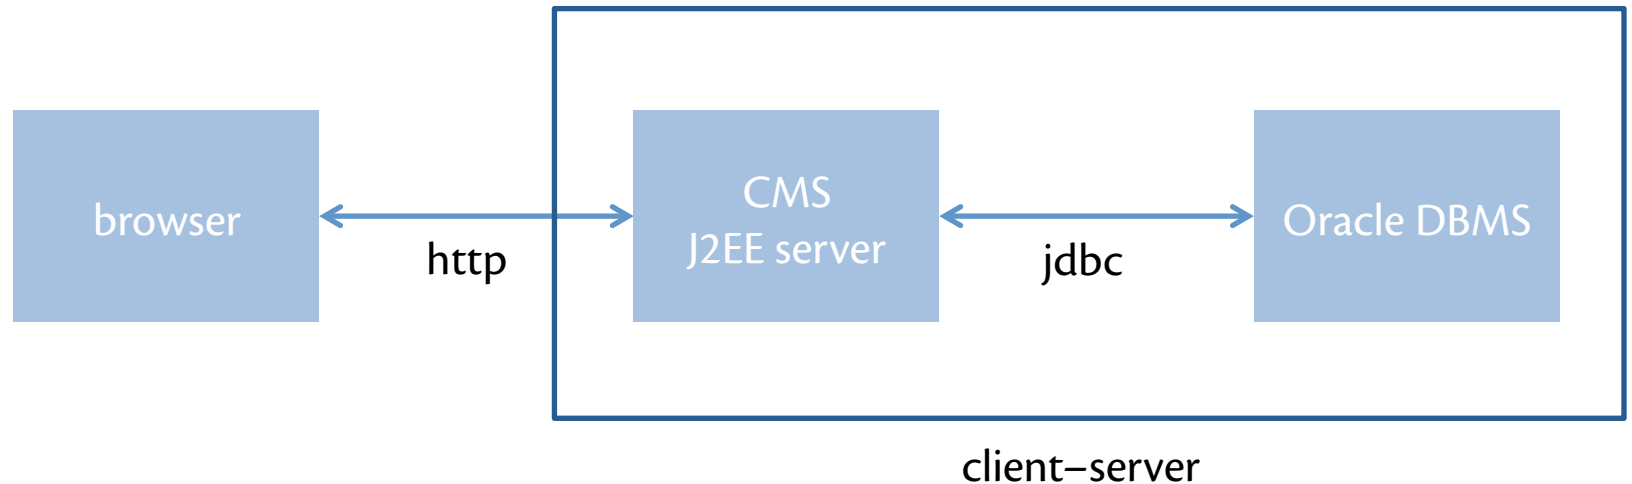 browser
http
CMS
J2EE server
jdbc
Oracle DBMS
client–server